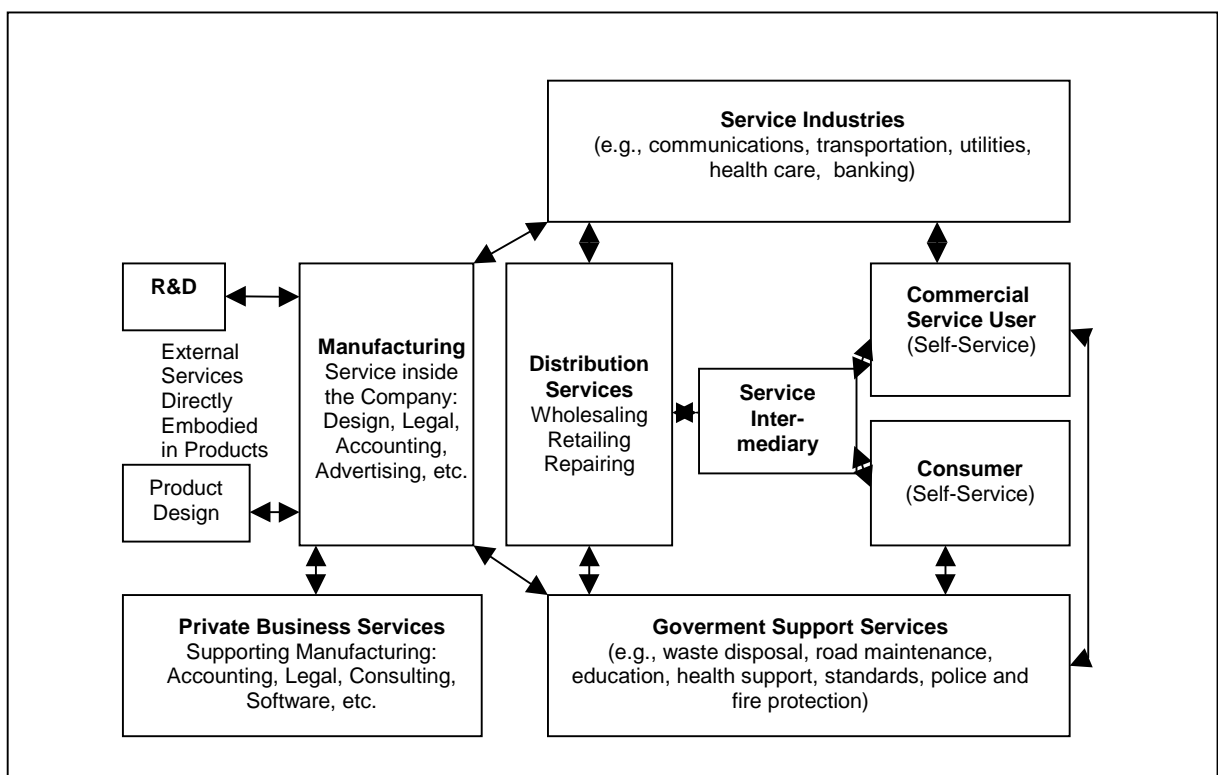 Service Industries
(e.g., communications, transportation, utilities,
health care,  banking)
R&D
External
Services
Directly
Embodied
in Products
Product
Design
Manufacturing
Service inside
the Company:
Design, Legal,
Accounting,
Advertising, etc.
Distribution
Services
Wholesaling
Retailing
Repairing
Service
Inter-
mediary
Commercial
Service User
(Self-Service)
Consumer
(Self-Service)
Private Business Services
Supporting Manufacturing:
Accounting, Legal, Consulting,
Software, etc.
Goverment Support Services
(e.g., waste disposal, road maintenance,
education, health support, standards, police and
fire protection)